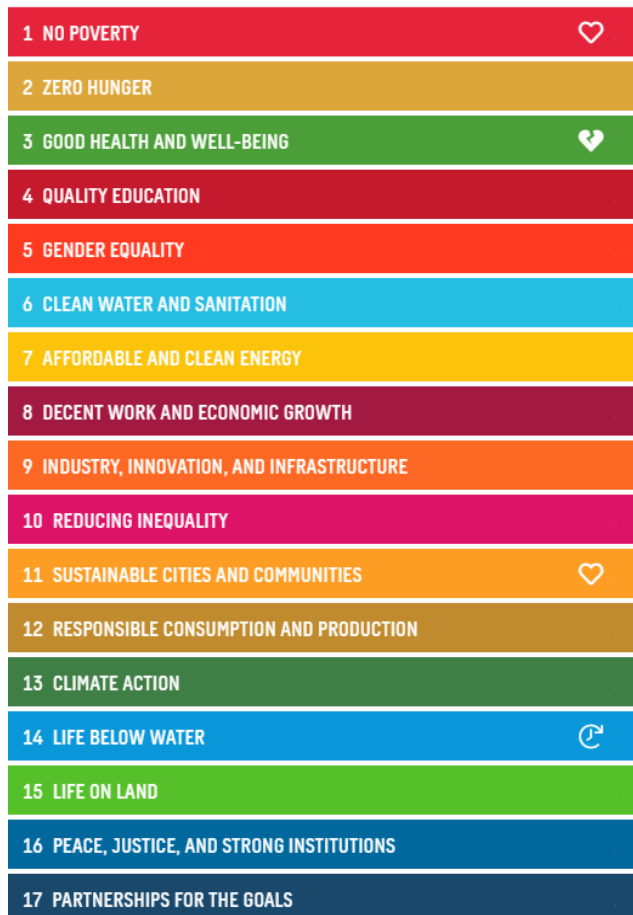 1 NO POVERTY
2 ZERO HUNGER
3 GOOD HEALTH AND WELL-BEING
4 QUALITY EDUCATION
5 GENDER EQUALITY
6 CLEAN WATER AND SANITATION
7 AFFORDABLE AND CLEAN ENERGY
8 DECENT WORK AND ECONOMIC GROWTH
9 INDUSTRY, INNOVATION, AND INFRASTRUCTURE
10 REDUCING INEQUALITY
11 SUSTAINABLE CITIES AND COMMUNITIES
12 RESPONSIBLE CONSUMPTION AND PRODUCTION
13 CLIMATE ACTION
14 LIFE BELOW WATER
15 LIFE ON LAND
16 PEACE, JUSTICE, AND STRONG INSTITUTIONS
17 PARTNERSHIPS FOR THE GOALS